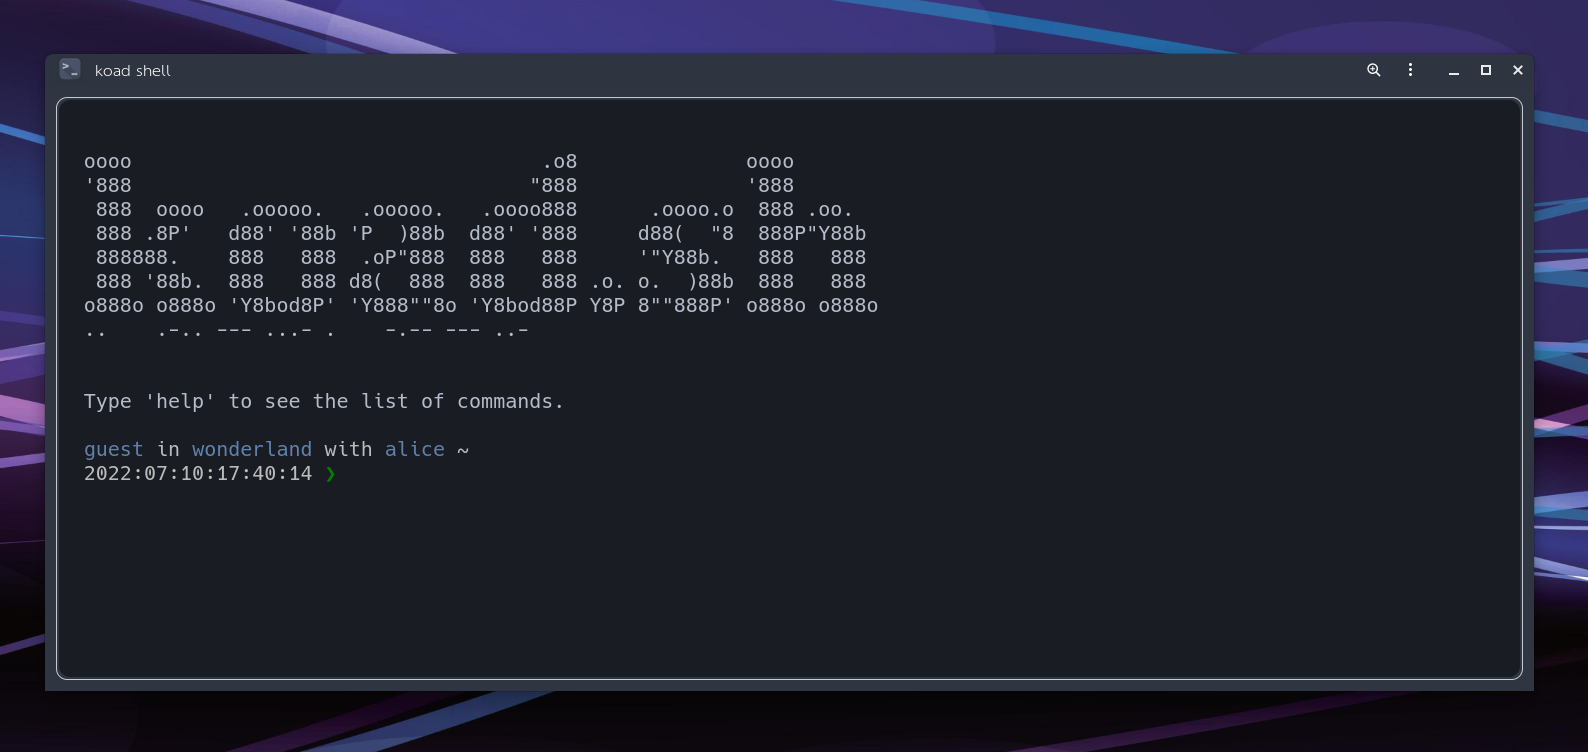 koad shell
oooo                                  .o8              oooo
'888                                 "888              '888
 888  oooo   .ooooo.   .ooooo.   .oooo888      .oooo.o  888 .oo.
 888 .8P'   d88' '88b 'P  )88b  d88' '888     d88(  "8  888P"Y88b
 888888.    888   888  .oP"888  888   888     '"Y88b.   888   888
 888 '88b.  888   888 d8(  888  888   888 .o. o.  )88b  888   888
o888o o888o 'Y8bod8P' 'Y888""8o 'Y8bod88P Y8P 8""888P' o888o o888o
..    .-.. --- ...- .    -.-- --- ..-
Type 'help' to see the list of commands.
guest in wonderland with alice ~
2022:07:10:17:40:14 ❯